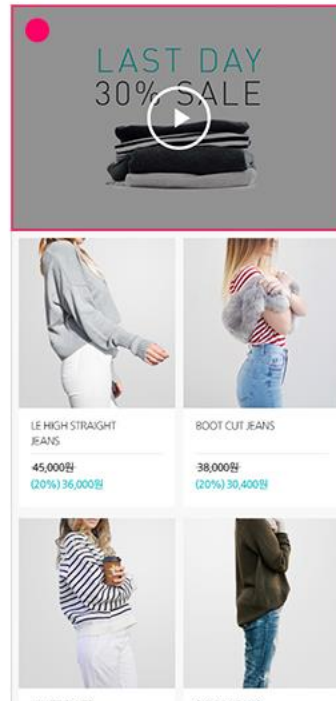 LAST DAY
30% SALE
LE HIGH STRAIGHT
JEANS
45,000원
(20%) 36,000원
BOOT CUT JEANS
38,000원
(20%) 30,400원